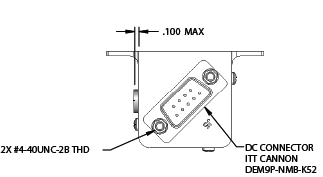 .100 MAX
2X #4-40UNC-2B THD
DC CONNECTOR
ITT CANNON
DEM9P-NMB-K52